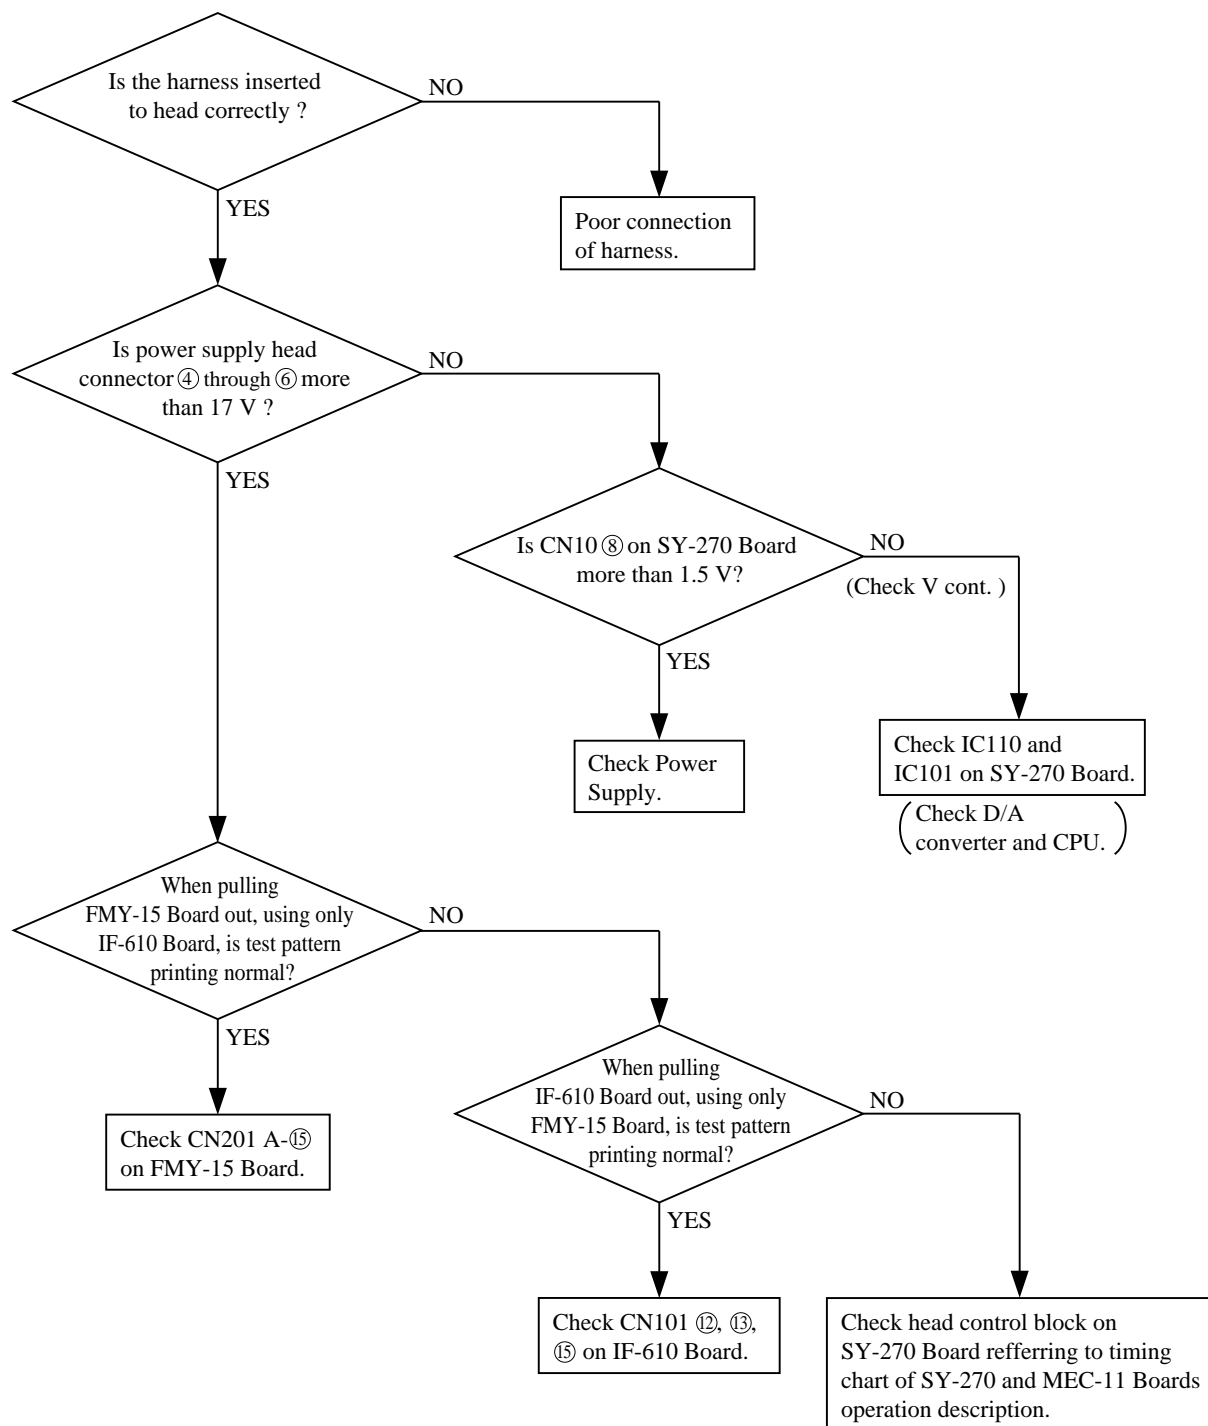 Is the harness inserted
to head correctly ?
NO
YES
Poor connection
of harness.
Is power supply head
connector ④ through ⑥ more
than 17 V ?
NO
YES
Is CN10 ⑧ on SY-270 Board
more than 1.5 V?
NO
(Check V cont. )
YES
Check Power
Supply.
Check IC110 and
IC101 on SY-270 Board.
(Check D/A
converter and CPU.)
When pulling
FMY-15 Board out, using only
IF-610 Board, is test pattern
printing normal?
NO
YES
Check CN201 A-⑮
on FMY-15 Board.
When pulling
IF-610 Board out, using only
FMY-15 Board, is test pattern
printing normal?
NO
YES
Check CN101 ⑫, ⑬,
⑮ on IF-610 Board.
Check head control block on
SY-270 Board refferring to timing
chart of SY-270 and MEC-11 Boards
operation description.